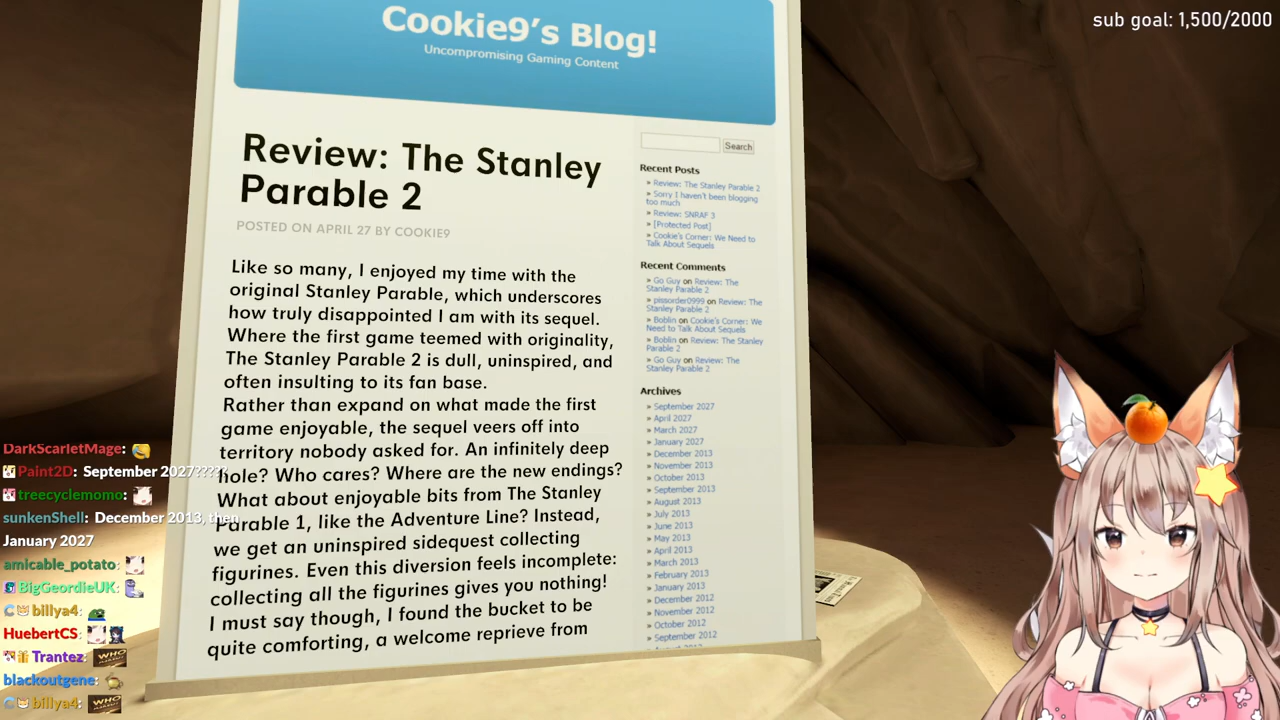 sub goal: 1,500/2000
Cookie9's Blog!
Uncompromising Gaming Content
Review: The Stanley
Parable 2
POSTED ON APRIL 27 BY COOKIE9
Like so many, I enjoyed my time with the
original Stanley Parable, which underscores
how truly disappointed I am with its sequel.
Where the first game teemed with originality,
The Stanley Parable 2 is dull, uninspired, and
often insulting to its fan base.
Rather than expand on what made the first
game enjoyable, the sequel veers off into
territory nobody asked for. An infinitely deep
hole? Who cares? Where are the new endings?
What about enjoyable bits from The Stanley
Parable 1, like the Adventure Line? Instead,
we get an uninspired sidequest collecting
figurines. Even this diversion feels incomplete:
collecting all the figurines gives you nothing!
I must say though, I found the bucket to be
quite comforting, a welcome reprieve from
Search
Recent Posts
» Review: The Stanley Parable 2
» Sorry I haven't been blogging
too much
» Review: SNRAF 3
» [Protected Post]
» Cookie's Corner: We Need to
Talk About Sequels
Recent Comments
» Go Guy on Review: The
Stanley Parable 2
» pissorder0999 on Review: The
Stanley Parable 2
» Boblin on Cookie's Corner: We
Need to Talk About Sequels
» Boblin on Review: The Stanley
Parable 2
» Go Guy on Review: The
Stanley Parable 2
Archives
» September 2027
» April 2027
» March 2027
» January 2027
» December 2013
» November 2013
» October 2013
» September 2013
» August 2013
» July 2013
» June 2013
» May 2013
» April 2013
» March 2013
» February 2013
» January 2013
» December 2012
» November 2012
» October 2012
» September 2012
DarkScarletMage:
Paint2D: September 2027????
treecyclemomo:
sunkenShell: December 2013, then
January 2027
amicable_potato:
BigGeordieUK:
billya4:
HuebertCS:
Trantez: WHO
blackoutgene:
billya4: WHO